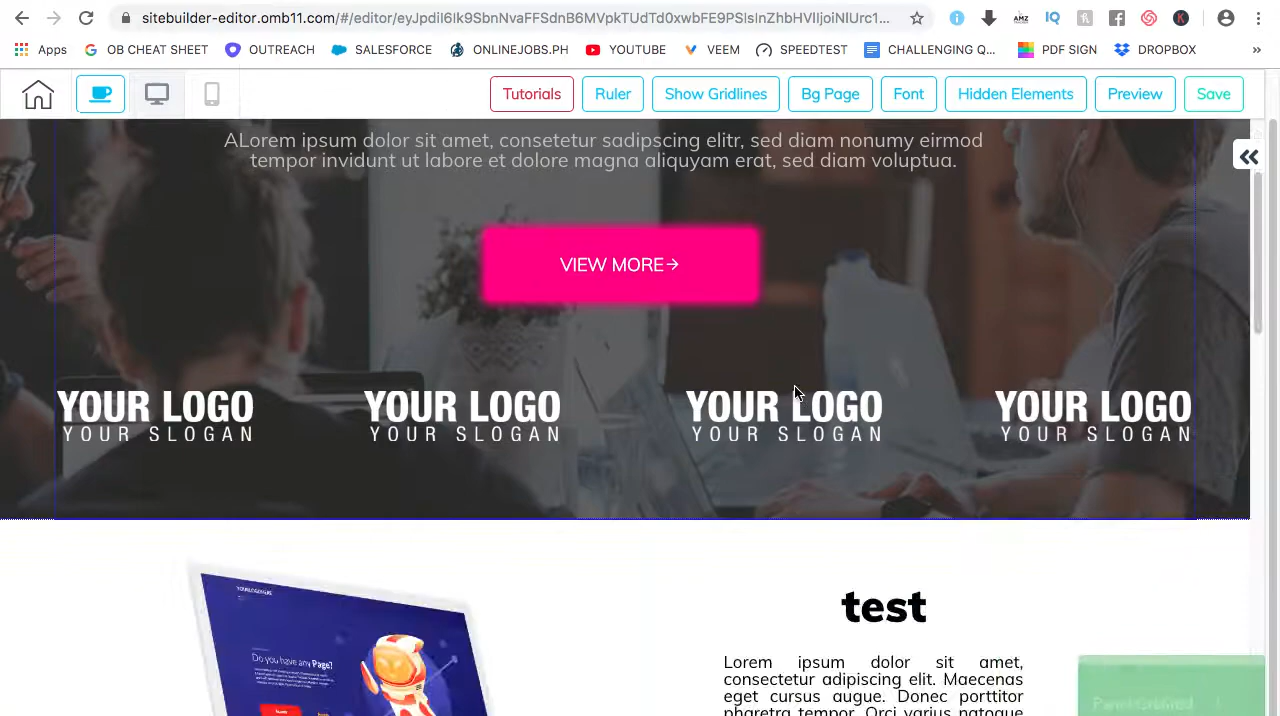 sitebuilder-editor.omb11.com/#/editor/eyJpdiI6Ik9SbnNvaFFSdnB6MVpkTUdTd0xwbFE9PSIsInZhbHVlIjoiNlUrc1...
Apps OB CHEAT SHEET OUTREACH SALESFORCE ONLINEJOBS.PH YOUTUBE VEEM SPEEDTEST CHALLENGING Q... PDF SIGN DROPBOX »
Tutorials Ruler Show Gridlines Bg Page Font Hidden Elements Preview Save
ALorem ipsum dolor sit amet, consetetur sadipscing elitr, sed diam nonumy eirmod
tempor invidunt ut labore et dolore magna aliquyam erat, sed diam voluptua.
VIEW MORE→
YOUR LOGO YOUR LOGO YOUR LOGO YOUR LOGO
YOUR SLOGAN YOUR SLOGAN YOUR SLOGAN YOUR SLOGAN
test
Do you have any Page?
Lorem ipsum dolor sit amet,
consectetur adipiscing elit. Maecenas
eget cursus augue. Donec porttitor
pharetra tempor. Orci varius natoque